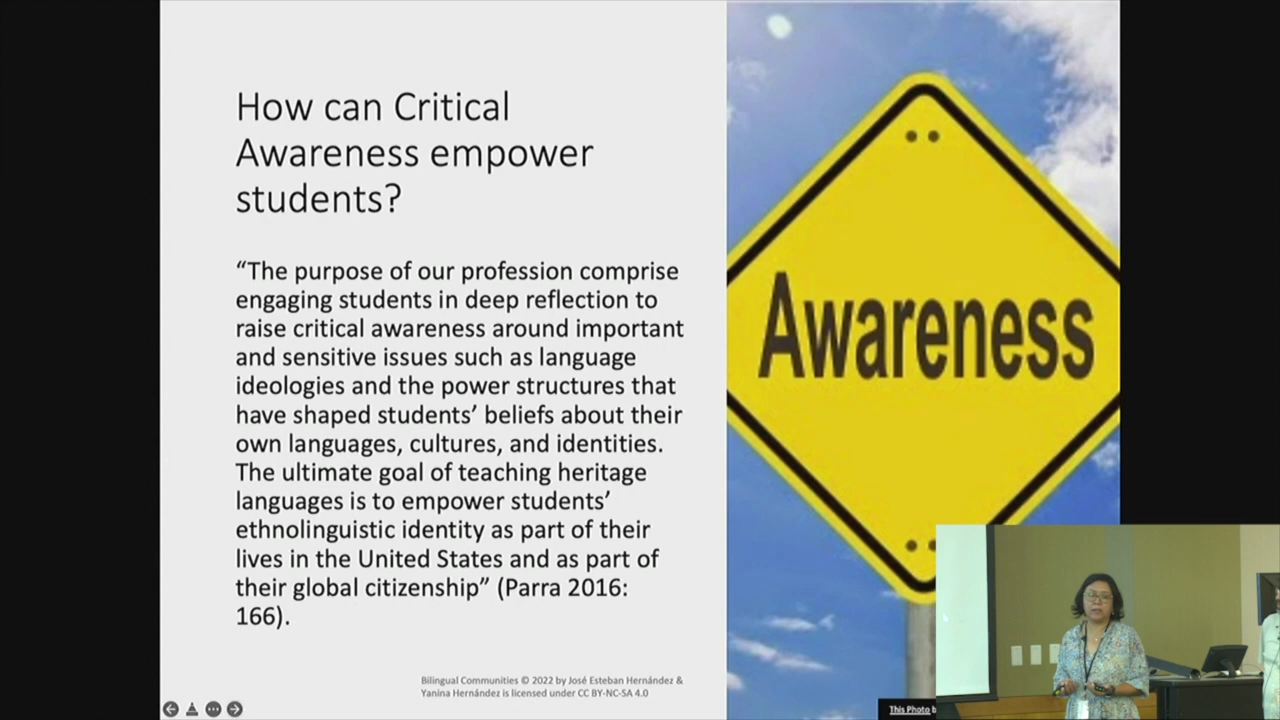 How can Critical
Awareness empower
students?
“The purpose of our profession comprise
engaging students in deep reflection to
raise critical awareness around important
and sensitive issues such as language
ideologies and the power structures that
have shaped students’ beliefs about their
own languages, cultures, and identities.
The ultimate goal of teaching heritage
languages is to empower students’
ethnolinguistic identity as part of their
lives in the United States and as part of
their global citizenship” (Parra 2016:
166).
Awareness
Bilingual Communities © 2022 by José Esteban Hernández &
Yanina Hernández is licensed under CC BY-NC-SA 4.0
This Photo b